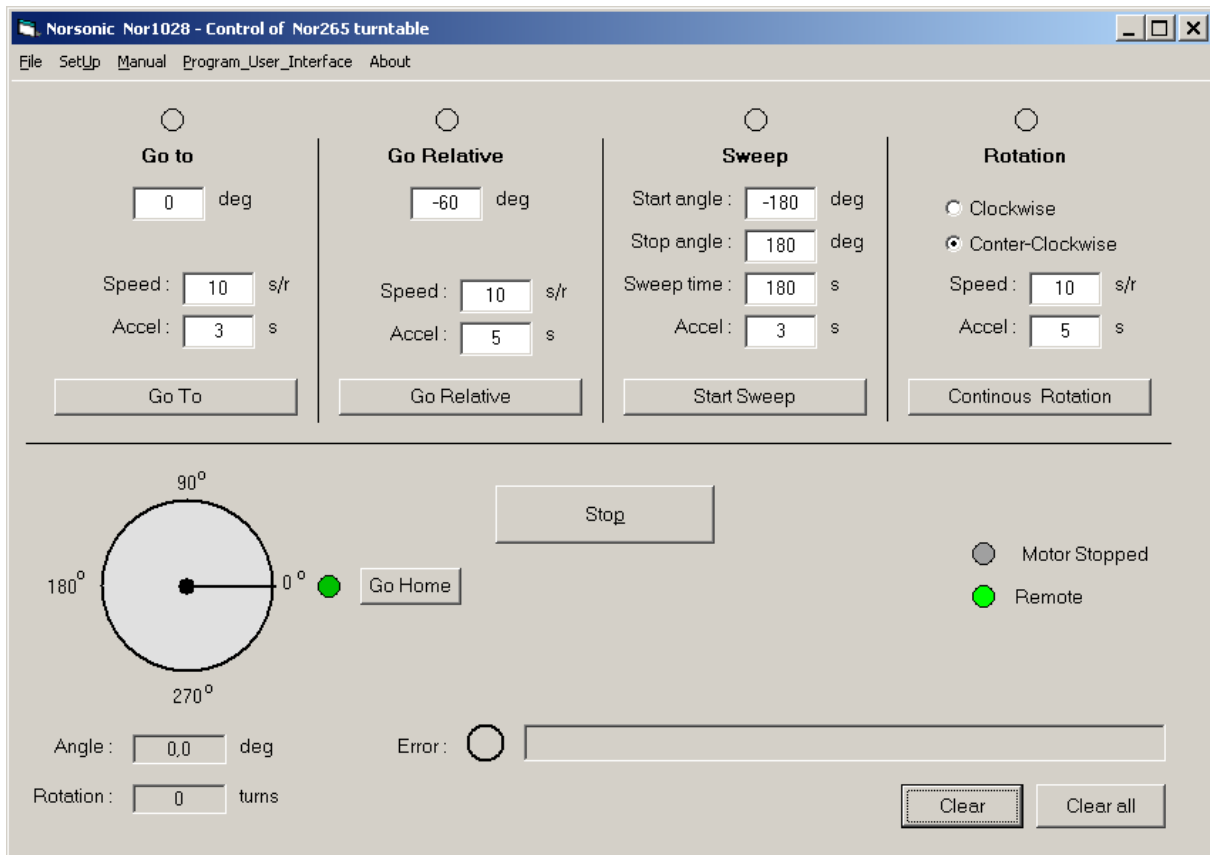 Norsonic Nor1028 - Control of Nor265 turntable
File SetUp Manual Program_User_Interface About
Go to
0 deg
Speed : 10 s/r
Accel : 3 s
Go To
Go Relative
-60 deg
Speed : 10 s/r
Accel : 5 s
Go Relative
Sweep
Start angle : -180 deg
Stop angle : 180 deg
Sweep time : 180 s
Accel : 3 s
Start Sweep
Rotation
Clockwise
Conter-Clockwise
Speed : 10 s/r
Accel : 5 s
Continous Rotation
90°
180°
0°
270°
Go Home
Stop
Motor Stopped
Remote
Angle : 0,0 deg
Rotation : 0 turns
Error :
Clear
Clear all